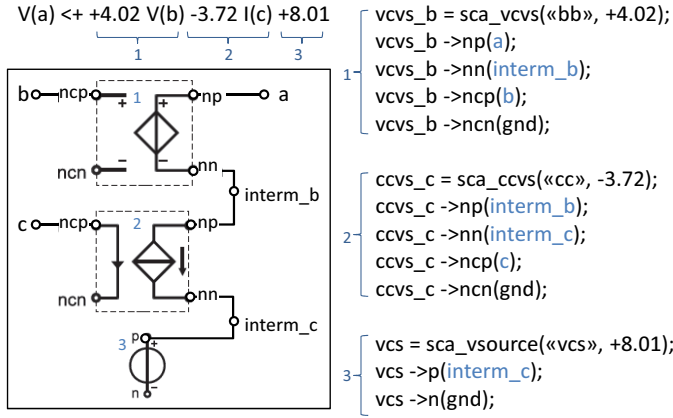 V(a) <+ +4.02 V(b) -3.72 I(c) +8.01
1 2 3
b ncp + 1 + np a
ncn - - nn
interm_b
c ncp 2 np
ncn nn
interm_c
3 p +
n -
1
vcvs_b = sca_vcvs(«bb», +4.02);
vcvs_b ->np(a);
vcvs_b ->nn(interm_b);
vcvs_b ->ncp(b);
vcvs_b ->ncn(gnd);
2
ccvs_c = sca_ccvs(«cc», -3.72);
ccvs_c ->np(interm_b);
ccvs_c ->nn(interm_c);
ccvs_c ->ncp(c);
ccvs_c ->ncn(gnd);
3
vcs = sca_vsource(«vcs», +8.01);
vcs ->p(interm_c);
vcs ->n(gnd);